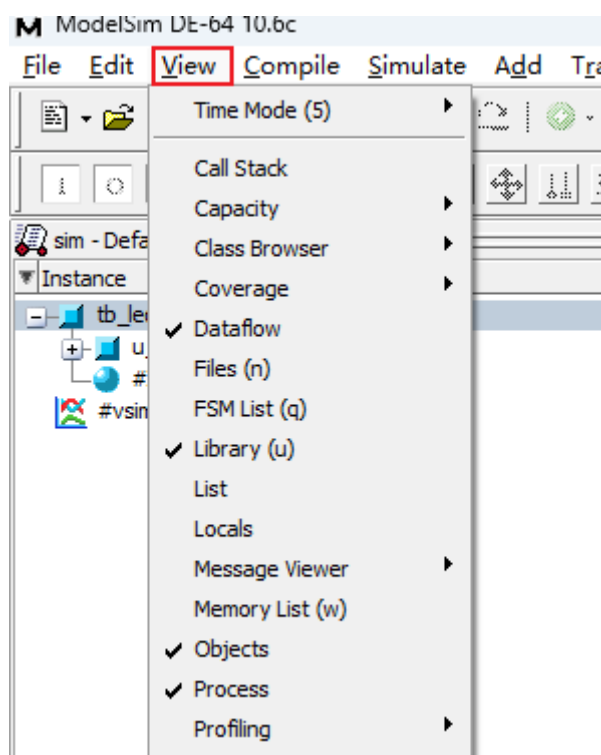 ModelSim DE-64 10.6c
File Edit View Compile Simulate Add Tra
Time Mode (5)
Call Stack
Capacity
sim - Defa
Class Browser
Instance
Coverage
tb_le
Dataflow
u_
Files (n)
#
FSM List (q)
#vsim
Library (u)
List
Locals
Message Viewer
Memory List (w)
Objects
Process
Profiling